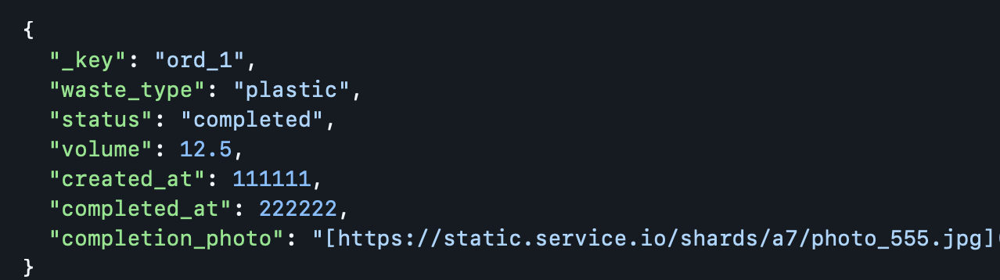 {
"_key": "ord_1",
"waste_type": "plastic",
"status": "completed",
"volume": 12.5,
"created_at": 111111,
"completed_at": 222222,
"completion_photo": "[https://static.service.io/shards/a7/photo_555.jpg](
}